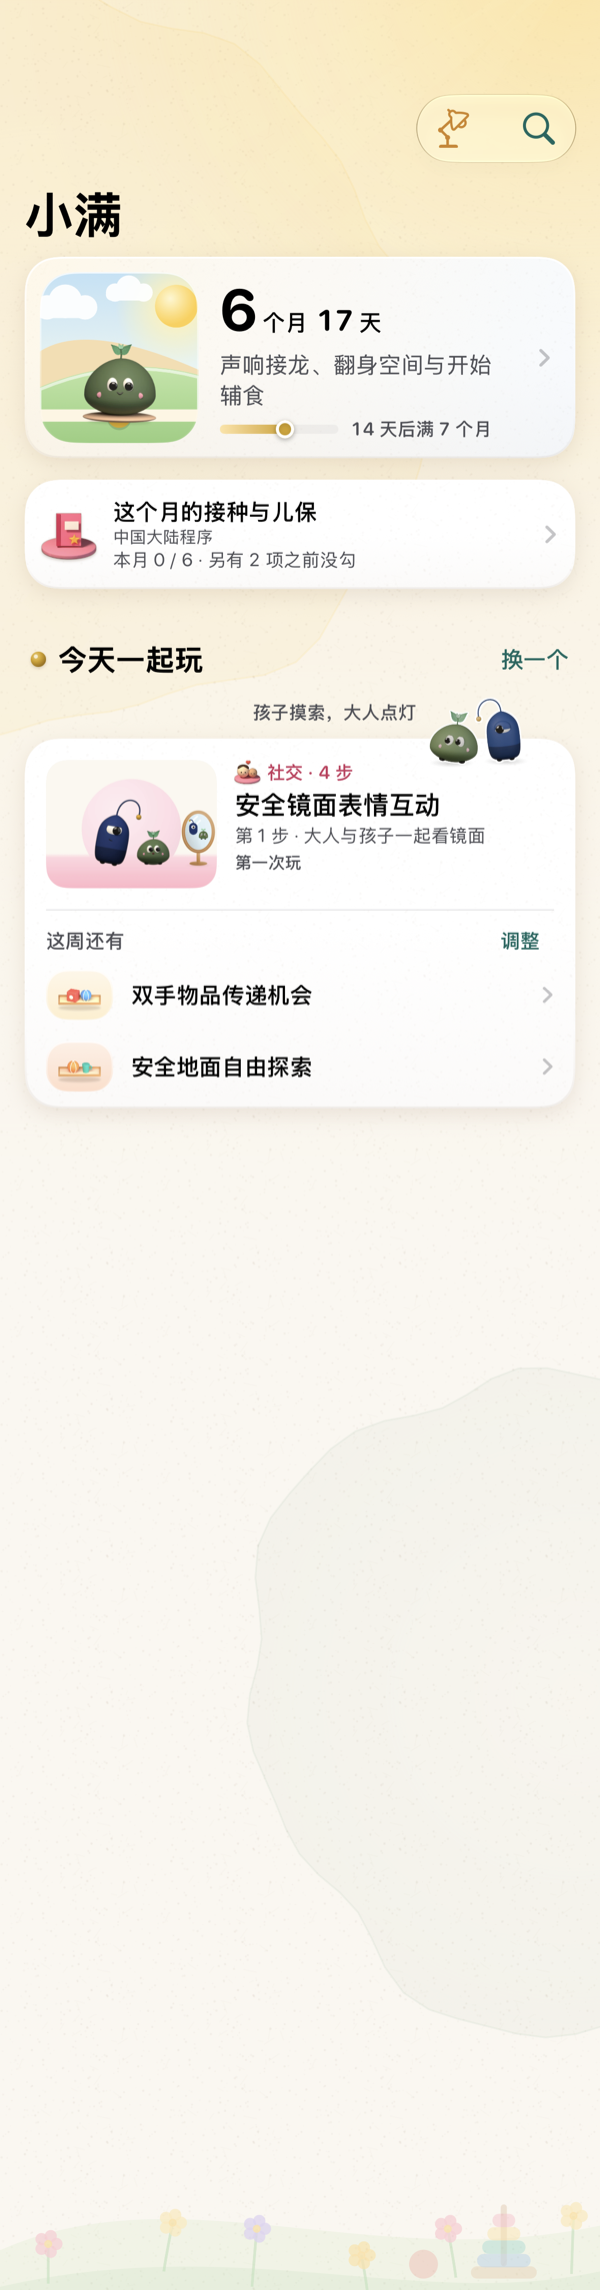 小满
6 个月 17 天
声响接龙、翻身空间与开始
辅食
14 天后满 7 个月
这个月的接种与儿保
中国大陆程序
本月 0 / 6 · 另有 2 项之前没勾
今天一起玩
换一个
孩子摸索，大人点灯
社交 · 4 步
安全镜面表情互动
第 1 步 · 大人与孩子一起看镜面
第一次玩
这周还有
调整
双手物品传递机会
安全地面自由探索